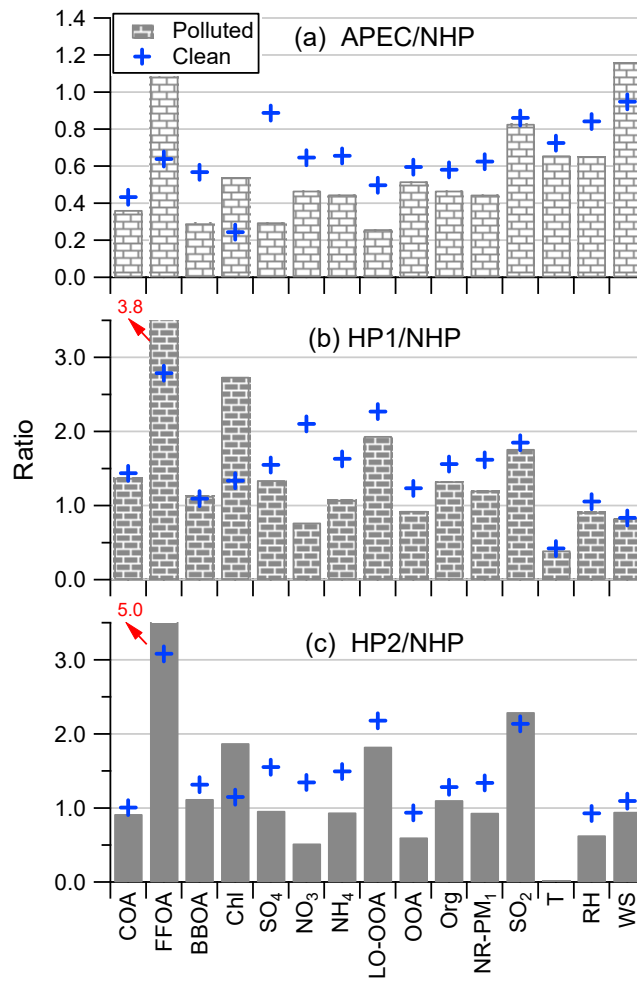 Polluted
Clean
(a) APEC/NHP
1.4
1.2
1.0
0.8
0.6
0.4
0.2
0.0
3.8
(b) HP1/NHP
3.0
2.0
1.0
0.0
Ratio
5.0
(c) HP2/NHP
3.0
2.0
1.0
0.0
COA
FFOA
BBOA
Chl
SO₄
NO₃
NH₄
LO-OOA
OOA
Org
NR-PM₁
SO₂
T
RH
WS